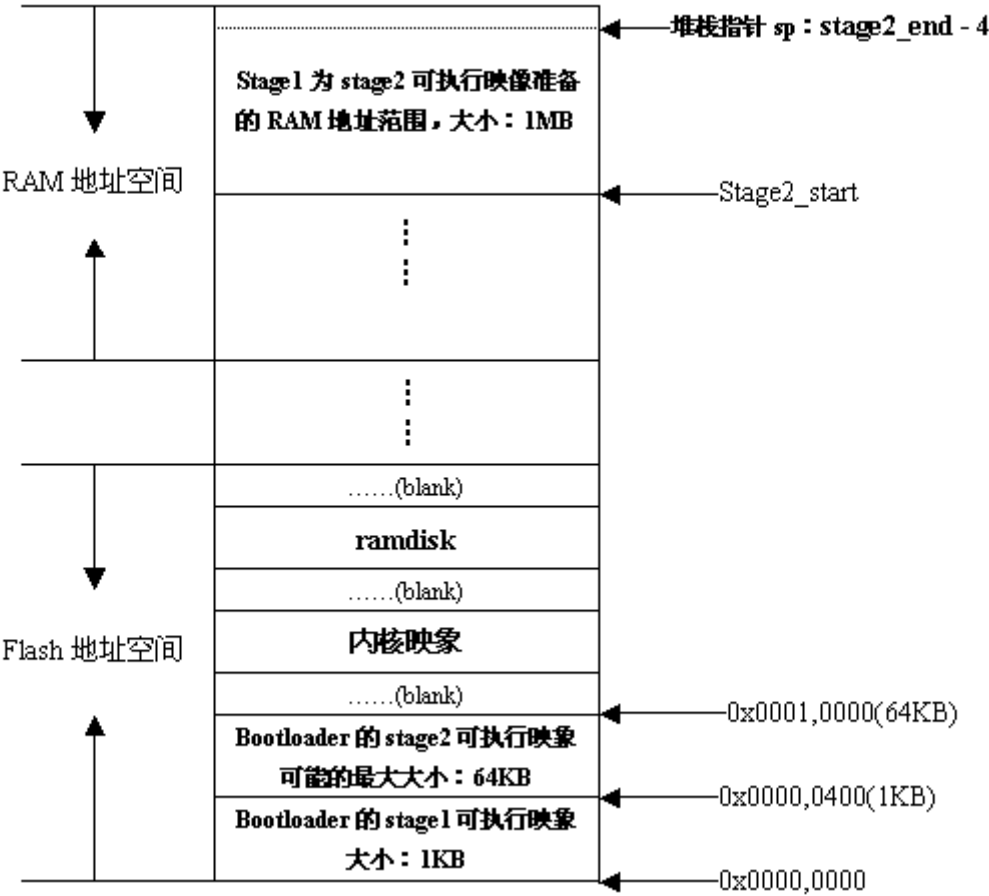 堆栈指针 sp：stage2_end - 4
Stage1 为 stage2 可执行映像准备
的 RAM 地址范围，大小：1MB
RAM 地址空间
Stage2_start
……(blank)
ramdisk
……(blank)
内核映象
Flash 地址空间
……(blank)
0x0001,0000(64KB)
Bootloader 的 stage2 可执行映象
可能的最大大小：64KB
0x0000,0400(1KB)
Bootloader 的 stage1 可执行映象
大小：1KB
0x0000,0000